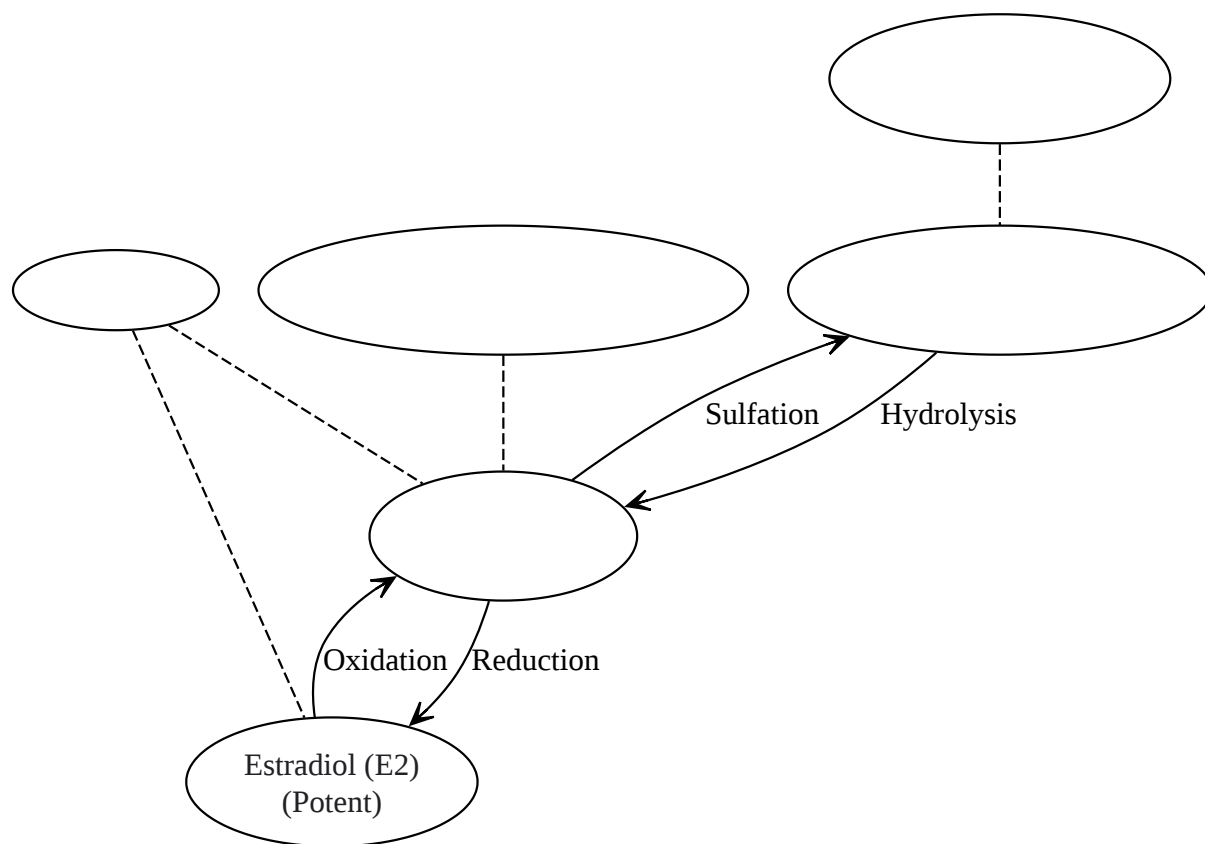 Sulfation
Hydrolysis
Oxidation
Reduction
Estradiol (E2)
(Potent)